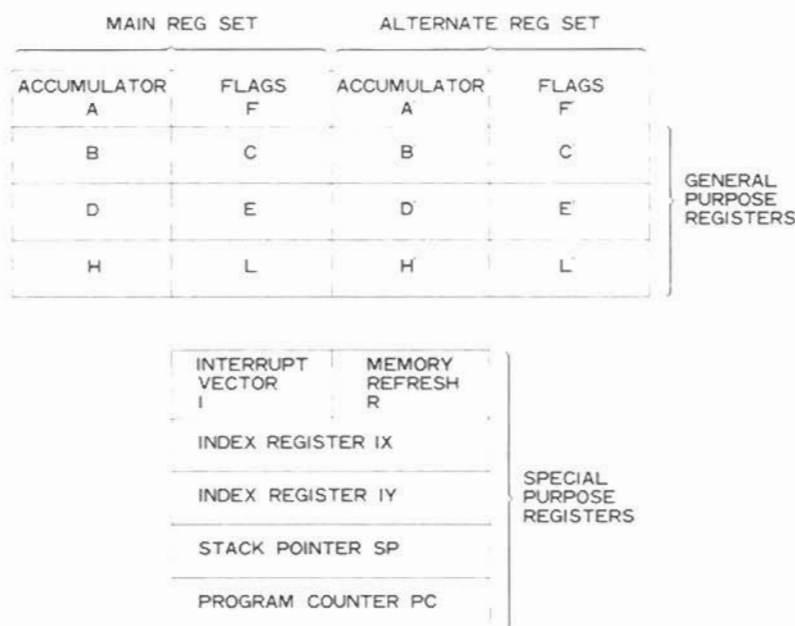 MAIN REG SET ALTERNATE REG SET
ACCUMULATOR FLAGS ACCUMULATOR FLAGS
A F A' F'
B C B' C'
D E D' E'
H L H' L'
GENERAL
PURPOSE
REGISTERS
INTERRUPT MEMORY
VECTOR REFRESH
I R
INDEX REGISTER IX
INDEX REGISTER IY
STACK POINTER SP
PROGRAM COUNTER PC
SPECIAL
PURPOSE
REGISTERS